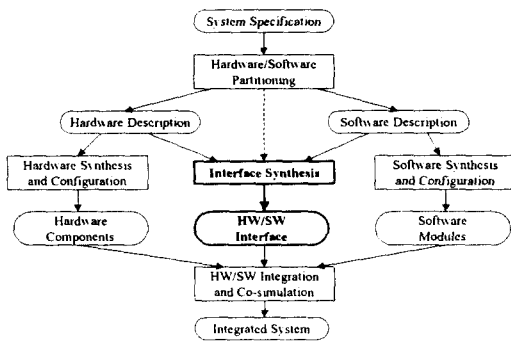 System Specification
Hardware/Software
Partitioning
Hardware Description
Software Description
Hardware Synthesis
and Configuration
Interface Synthesis
Software Synthesis
and Configuration
Hardware
Components
HW/SW
Interface
Software
Modules
HW/SW Integration
and Co-simulation
Integrated System